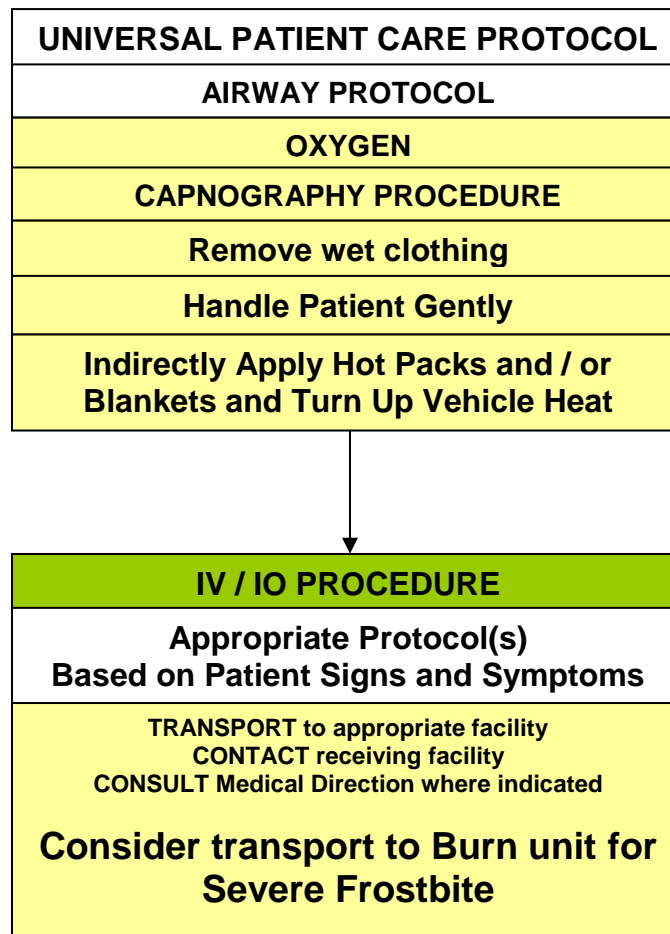 UNIVERSAL PATIENT CARE PROTOCOL
AIRWAY PROTOCOL
OXYGEN
CAPNOGRAPHY PROCEDURE
Remove wet clothing
Handle Patient Gently
Indirectly Apply Hot Packs and / or
Blankets and Turn Up Vehicle Heat
IV / IO PROCEDURE
Appropriate Protocol(s)
Based on Patient Signs and Symptoms
TRANSPORT to appropriate facility
CONTACT receiving facility
CONSULT Medical Direction where indicated
Consider transport to Burn unit for
Severe Frostbite